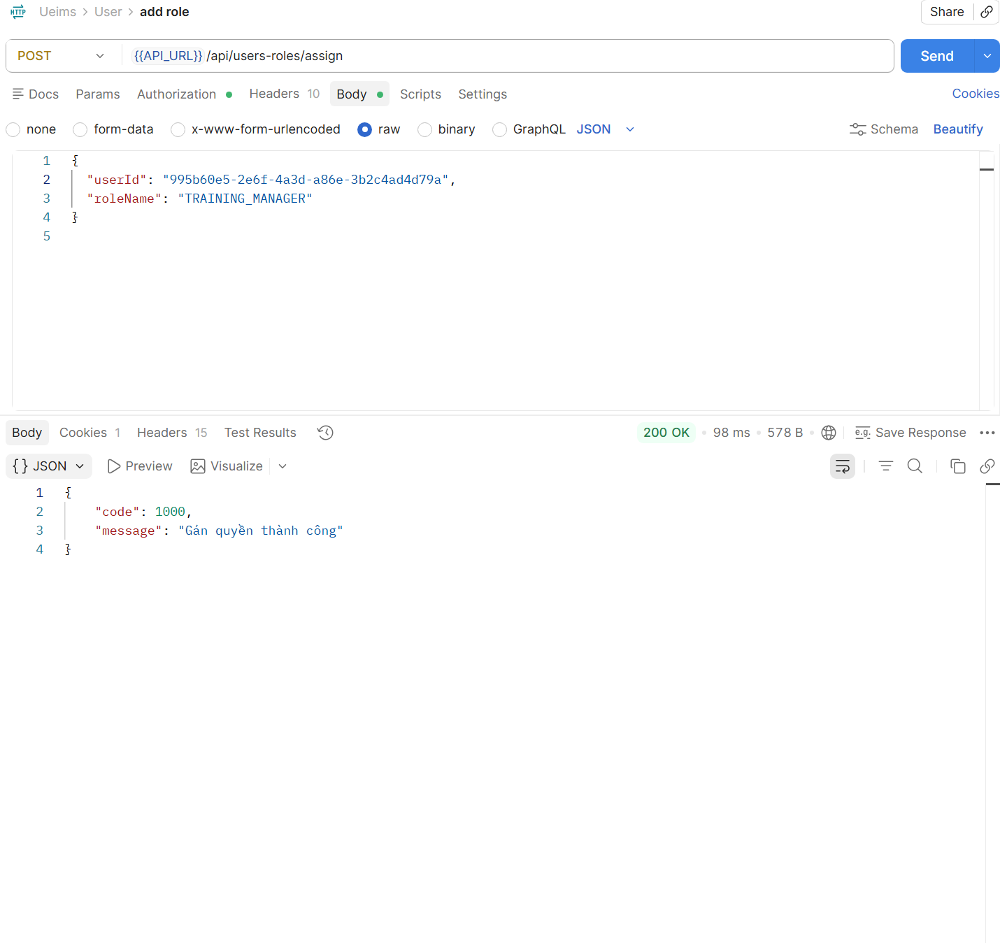 HTTP Ueims > User > add role Share
POST {{API_URL}} /api/users-roles/assign Send
Docs Params Authorization Headers 10 Body Scripts Settings Cookies
none form-data x-www-form-urlencoded raw binary GraphQL JSON Schema Beautify
1 {
2 "userId": "995b60e5-2e6f-4a3d-a86e-3b2c4ad4d79a",
3 "roleName": "TRAINING_MANAGER"
4 }
5
Body Cookies 1 Headers 15 Test Results 200 OK • 98 ms • 578 B • e.g. Save Response
{} JSON Preview Visualize
1 {
2 "code": 1000,
3 "message": "Gán quyền thành công"
4 }